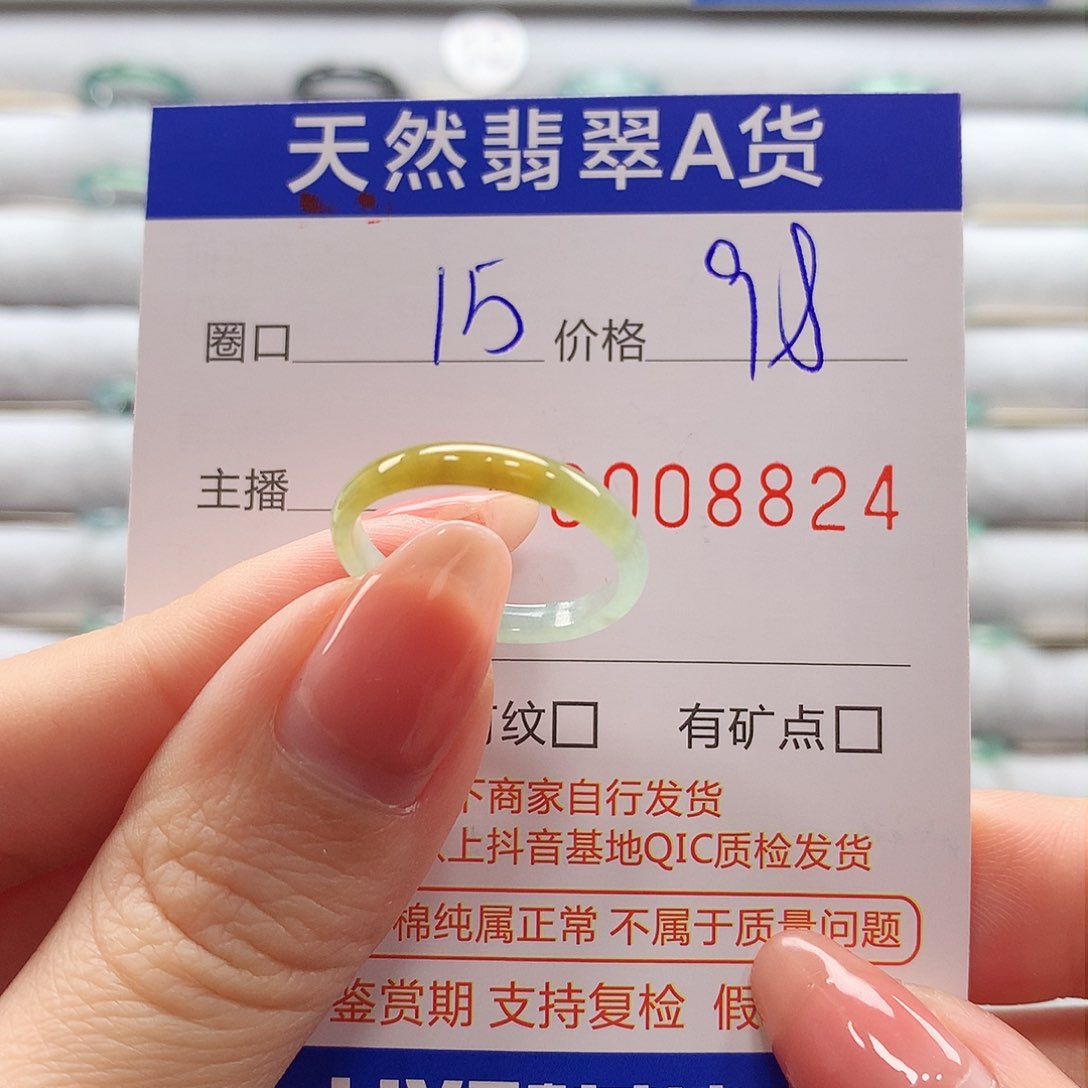 天然翡翠A货
圈口 15 价格 98
主播 008824
纹□ 有矿点□
下商家自行发货
以上抖音基地QIC质检发货
棉纯属正常 不属于质量问题
鉴赏期 支持复检 假